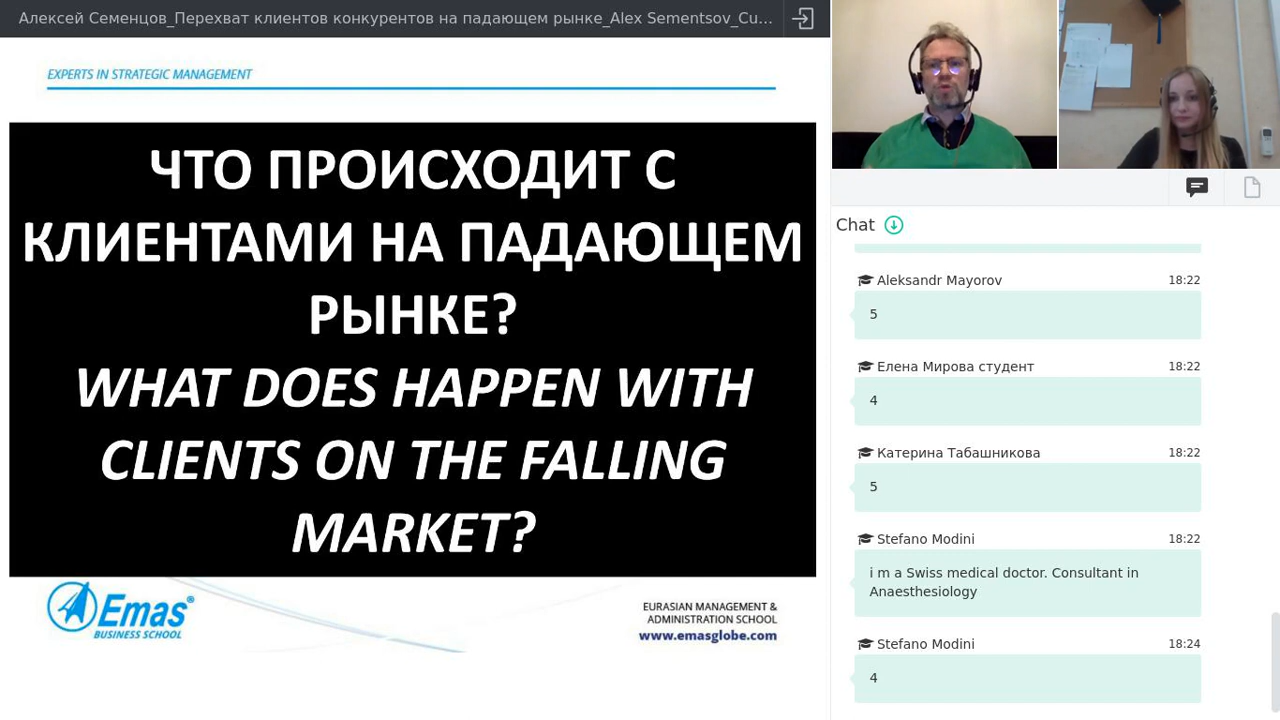 Алексей Семенцов_Перехват клиентов конкурентов на падающем рынке_Alex Sementsov_Cu...
EXPERTS IN STRATEGIC MANAGEMENT
ЧТО ПРОИСХОДИТ С
КЛИЕНТАМИ НА ПАДАЮЩЕМ
РЫНКЕ?
WHAT DOES HAPPEN WITH
CLIENTS ON THE FALLING
MARKET?
Emas®
BUSINESS SCHOOL
EURASIAN MANAGEMENT &
ADMINISTRATION SCHOOL
www.emasglobe.com
Chat
Aleksandr Mayorov 18:22
5
Елена Мирова студент 18:22
4
Катерина Табашникова 18:22
5
Stefano Modini 18:22
i m a Swiss medical doctor. Consultant in
Anaesthesiology
Stefano Modini 18:24
4